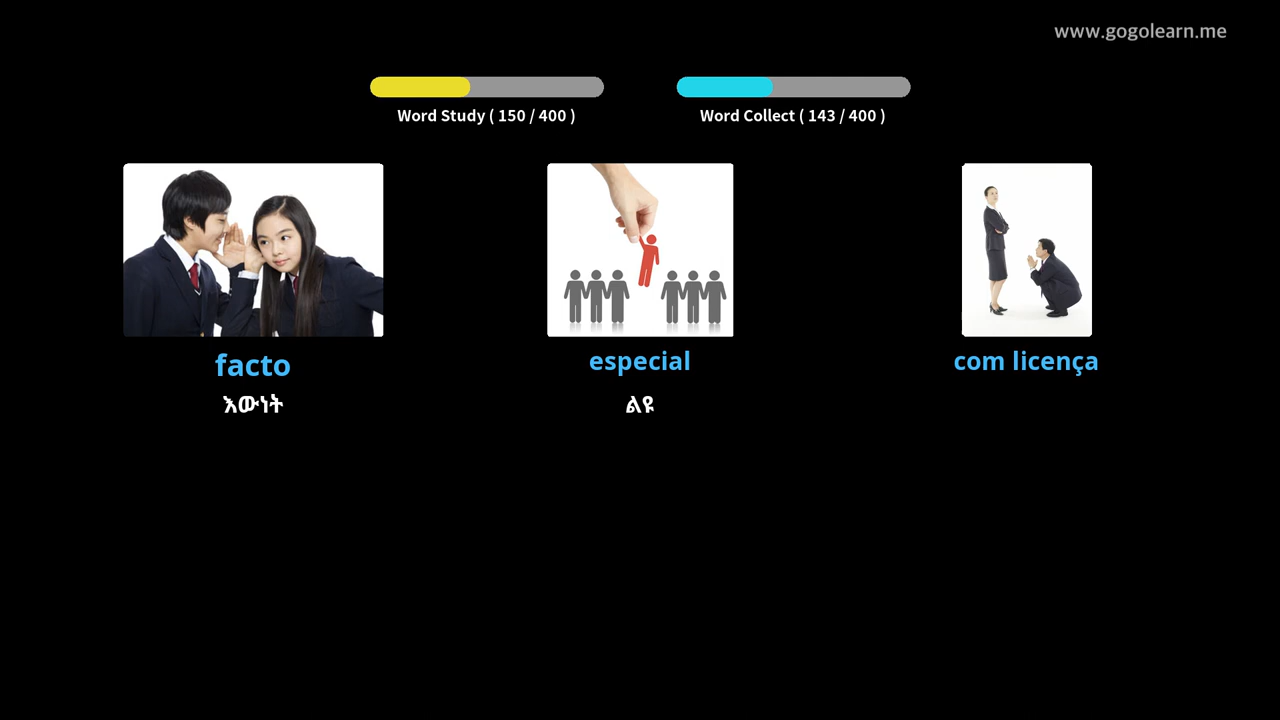 www.gogolearn.me
Word Study ( 150 / 400 )
Word Collect ( 143 / 400 )
facto
especial
com licença
እውነት
ልዩ